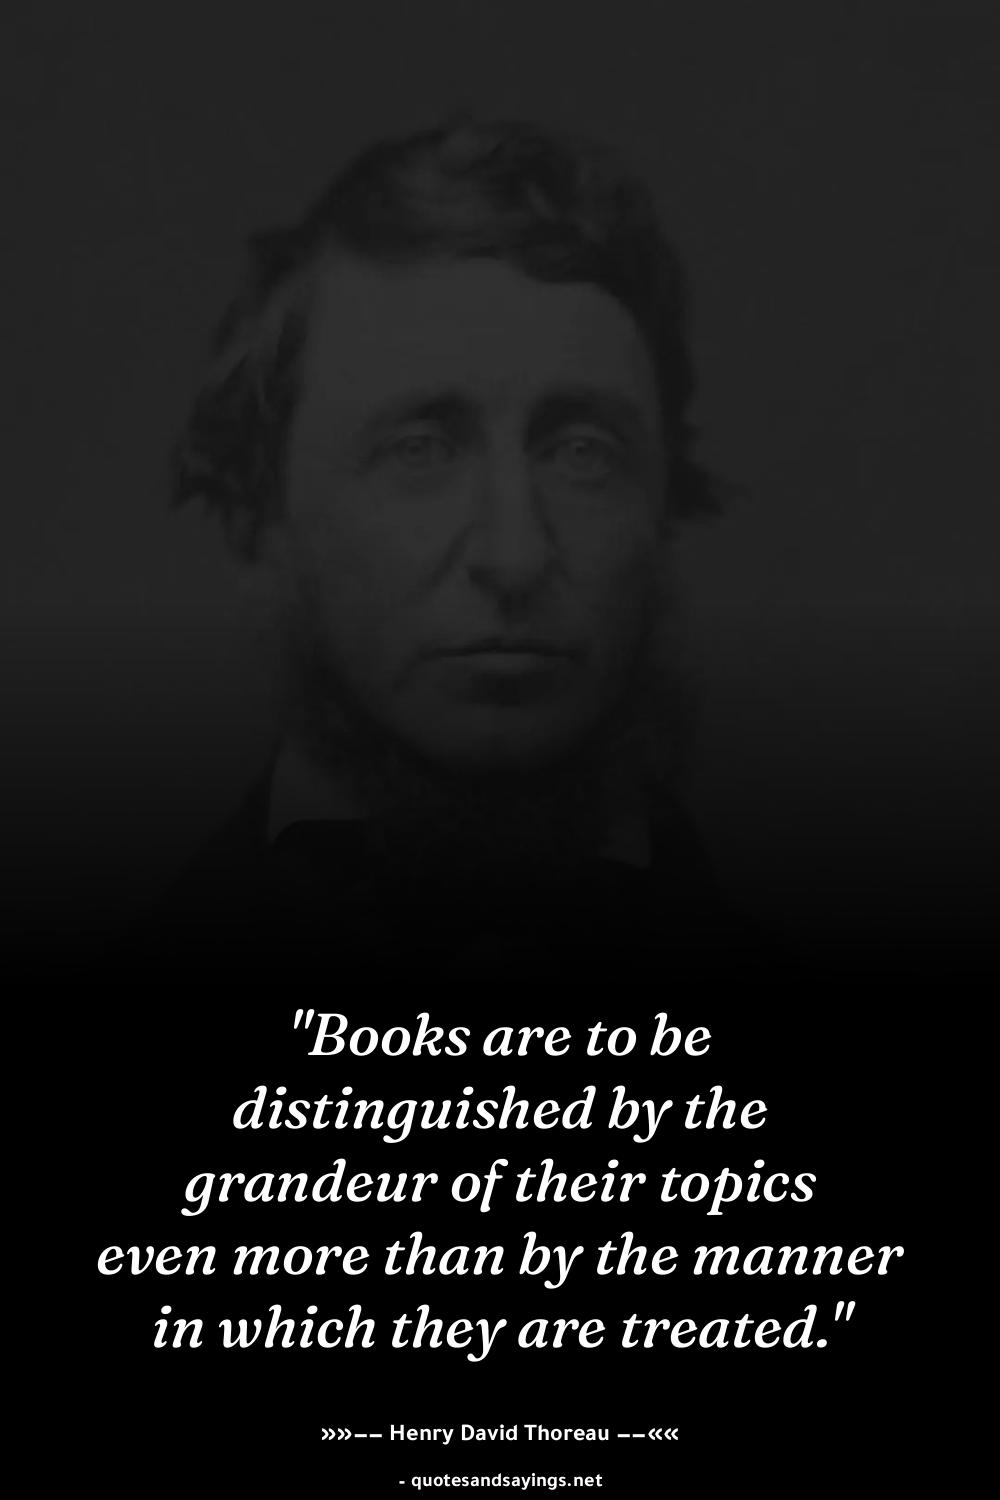 "Books are to be
distinguished by the
grandeur of their topics
even more than by the manner
in which they are treated."
»»−− Henry David Thoreau −−««
- quotesandsayings.net